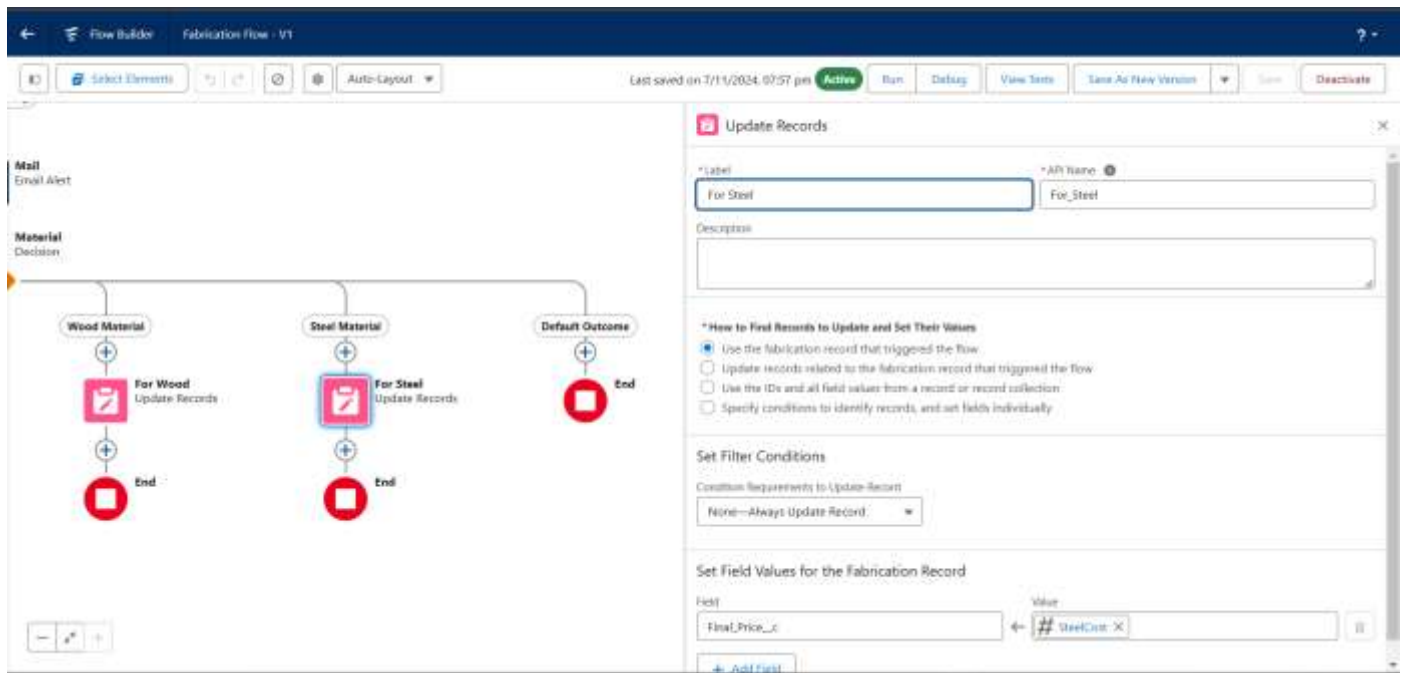 Flow Builder Fabrication Flow - V1 ?
Select Elements Auto-Layout Last saved on 7/11/2024, 07:57 pm Active Run Debug View Tests Save As New Version Save Deactivate
Update Records
Mail
Email Alert
*Label *API Name
For Steel For_Steel
Description
Material
Decision
Wood Material Steel Material Default Outcome
*How to Find Records to Update and Set Their Values
Use the fabrication record that triggered the flow
Update records related to the fabrication record that triggered the flow
Use the IDs and all field values from a record or record collection
Specify conditions to identify records, and set fields individually
For Wood
Update Records
For Steel
Update Records
End
Set Filter Conditions
Condition Requirements to Update Record
None—Always Update Record
End
End
Set Field Values for the Fabrication Record
Field Value
Final_Price__c SteelCost
+ Add Field